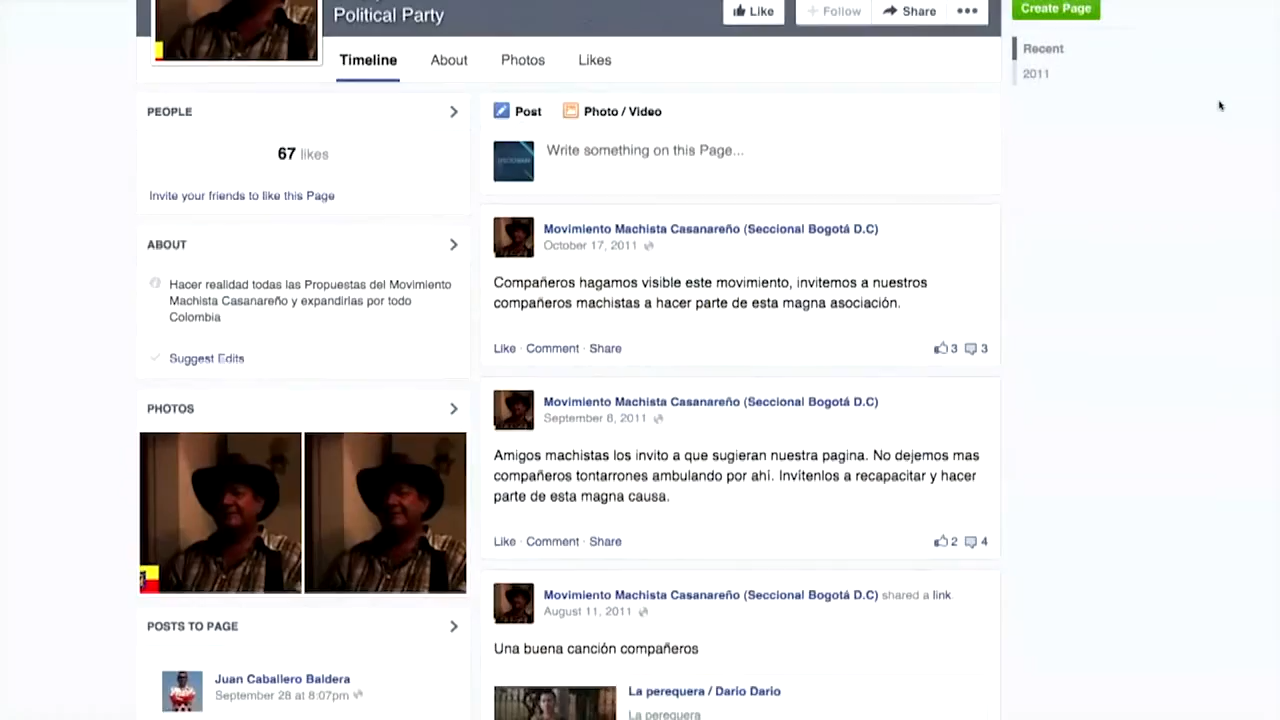 Political Party
Like
Follow
Share
Create Page
Timeline
About
Photos
Likes
Recent
2011
PEOPLE
67 likes
Invite your friends to like this Page
ABOUT
Hacer realidad todas las Propuestas del Movimiento
Machista Casanareño y expandirlas por todo
Colombia
Suggest Edits
PHOTOS
POSTS TO PAGE
Juan Caballero Baldera
September 28 at 8:07pm
Post
Photo / Video
Write something on this Page...
Movimiento Machista Casanareño (Seccional Bogotá D.C)
October 17, 2011
Compañeros hagamos visible este movimiento, invitemos a nuestros
compañeros machistas a hacer parte de esta magna asociación.
Like · Comment · Share
3 3
Movimiento Machista Casanareño (Seccional Bogotá D.C)
September 8, 2011
Amigos machistas los invito a que sugieran nuestra pagina. No dejemos mas
compañeros tontarrones ambulando por ahí. Invítenlos a recapacitar y hacer
parte de esta magna causa.
Like · Comment · Share
2 4
Movimiento Machista Casanareño (Seccional Bogotá D.C) shared a link.
August 11, 2011
Una buena canción compañeros
La perequera / Dario Dario
La perequera